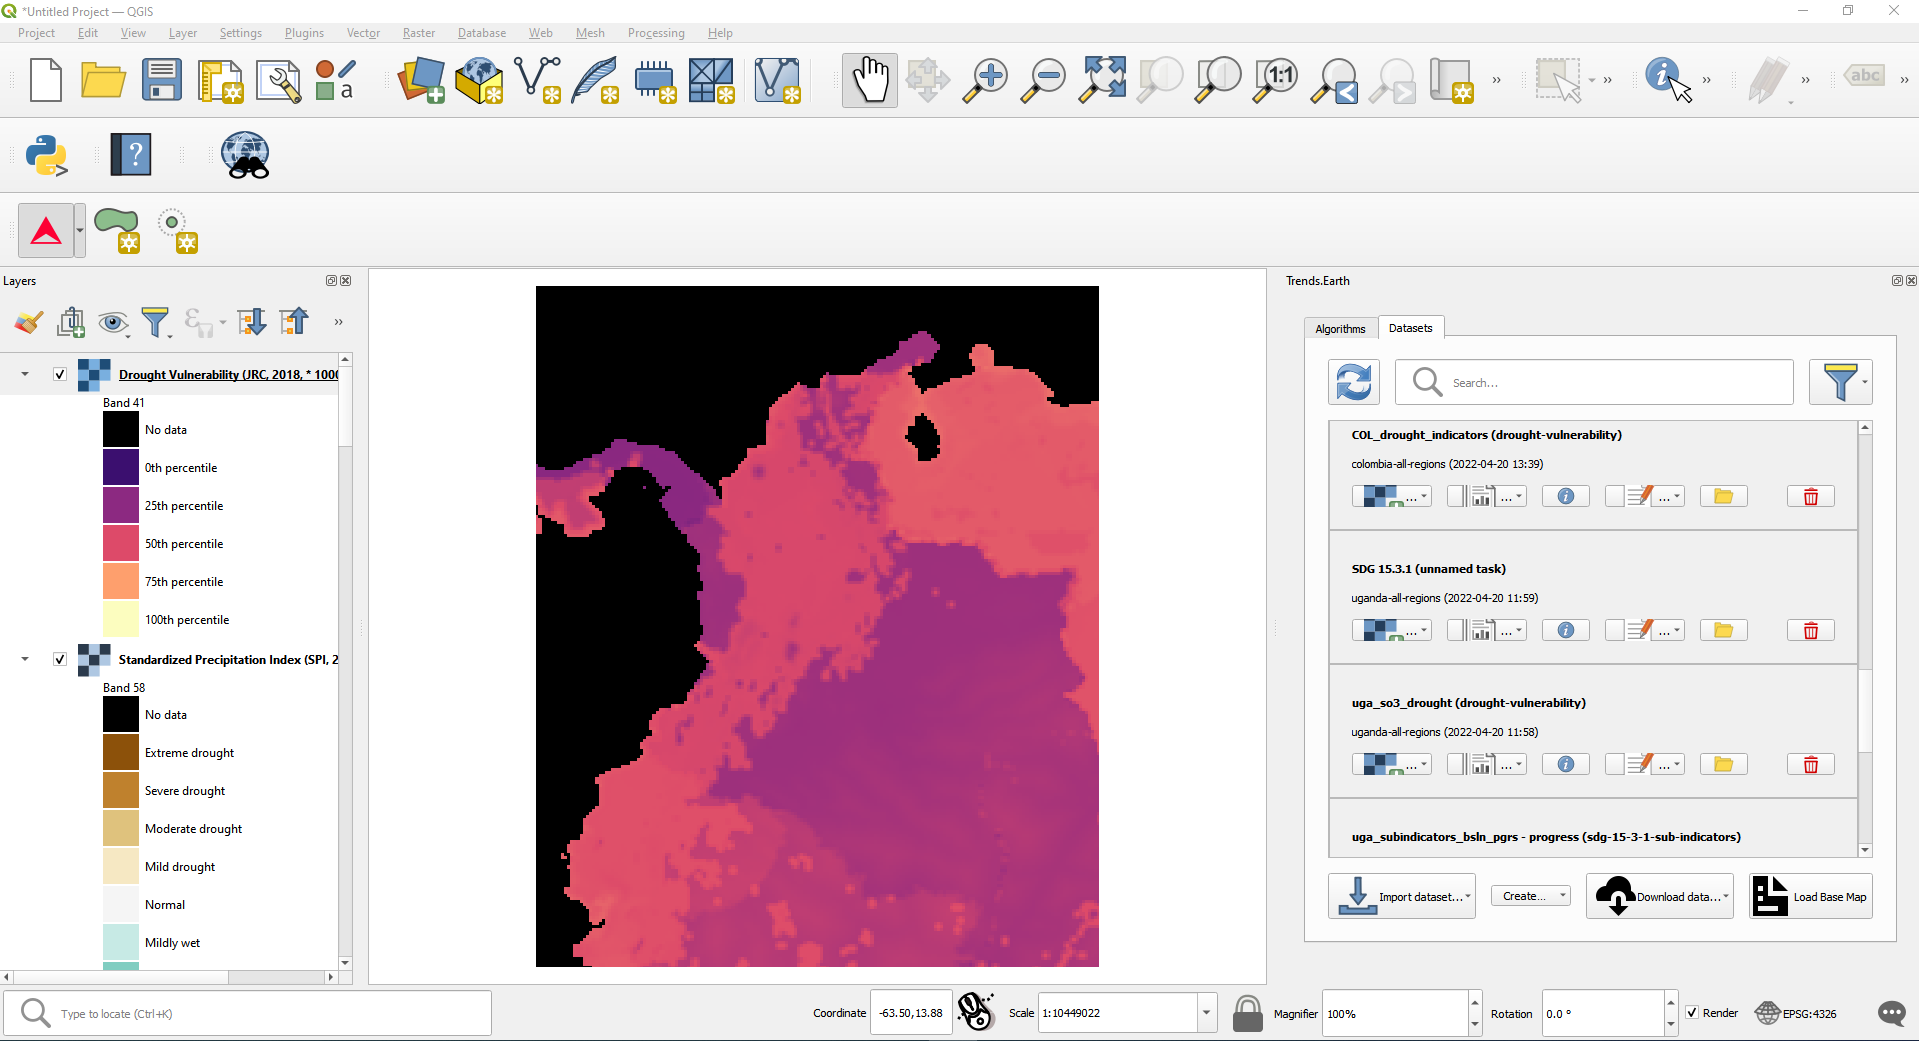 *Untitled Project — QGIS
Project Edit View Layer Settings Plugins Vector Raster Database Web Mesh Processing Help
1:1
abc
a
?
Layers
Trends.Earth
Algorithms Datasets
Search...
Drought Vulnerability (JRC, 2018, * 1000
Band 41
No data
0th percentile
25th percentile
50th percentile
75th percentile
100th percentile
Standardized Precipitation Index (SPI, 2
Band 58
No data
Extreme drought
Severe drought
Moderate drought
Mild drought
Normal
Mildly wet
COL_drought_indicators (drought-vulnerability)
colombia-all-regions (2022-04-20 13:39)
... ... ...
SDG 15.3.1 (unnamed task)
uganda-all-regions (2022-04-20 11:59)
... ... ...
uga_so3_drought (drought-vulnerability)
uganda-all-regions (2022-04-20 11:58)
... ... ...
uga_subindicators_bsln_pgrs - progress (sdg-15-3-1-sub-indicators)
Import dataset... Create... Download data... Load Base Map
Type to locate (Ctrl+K)
Coordinate -63.50,13.88 Scale 1:10449022 Magnifier 100% Rotation 0.0 ° Render EPSG:4326